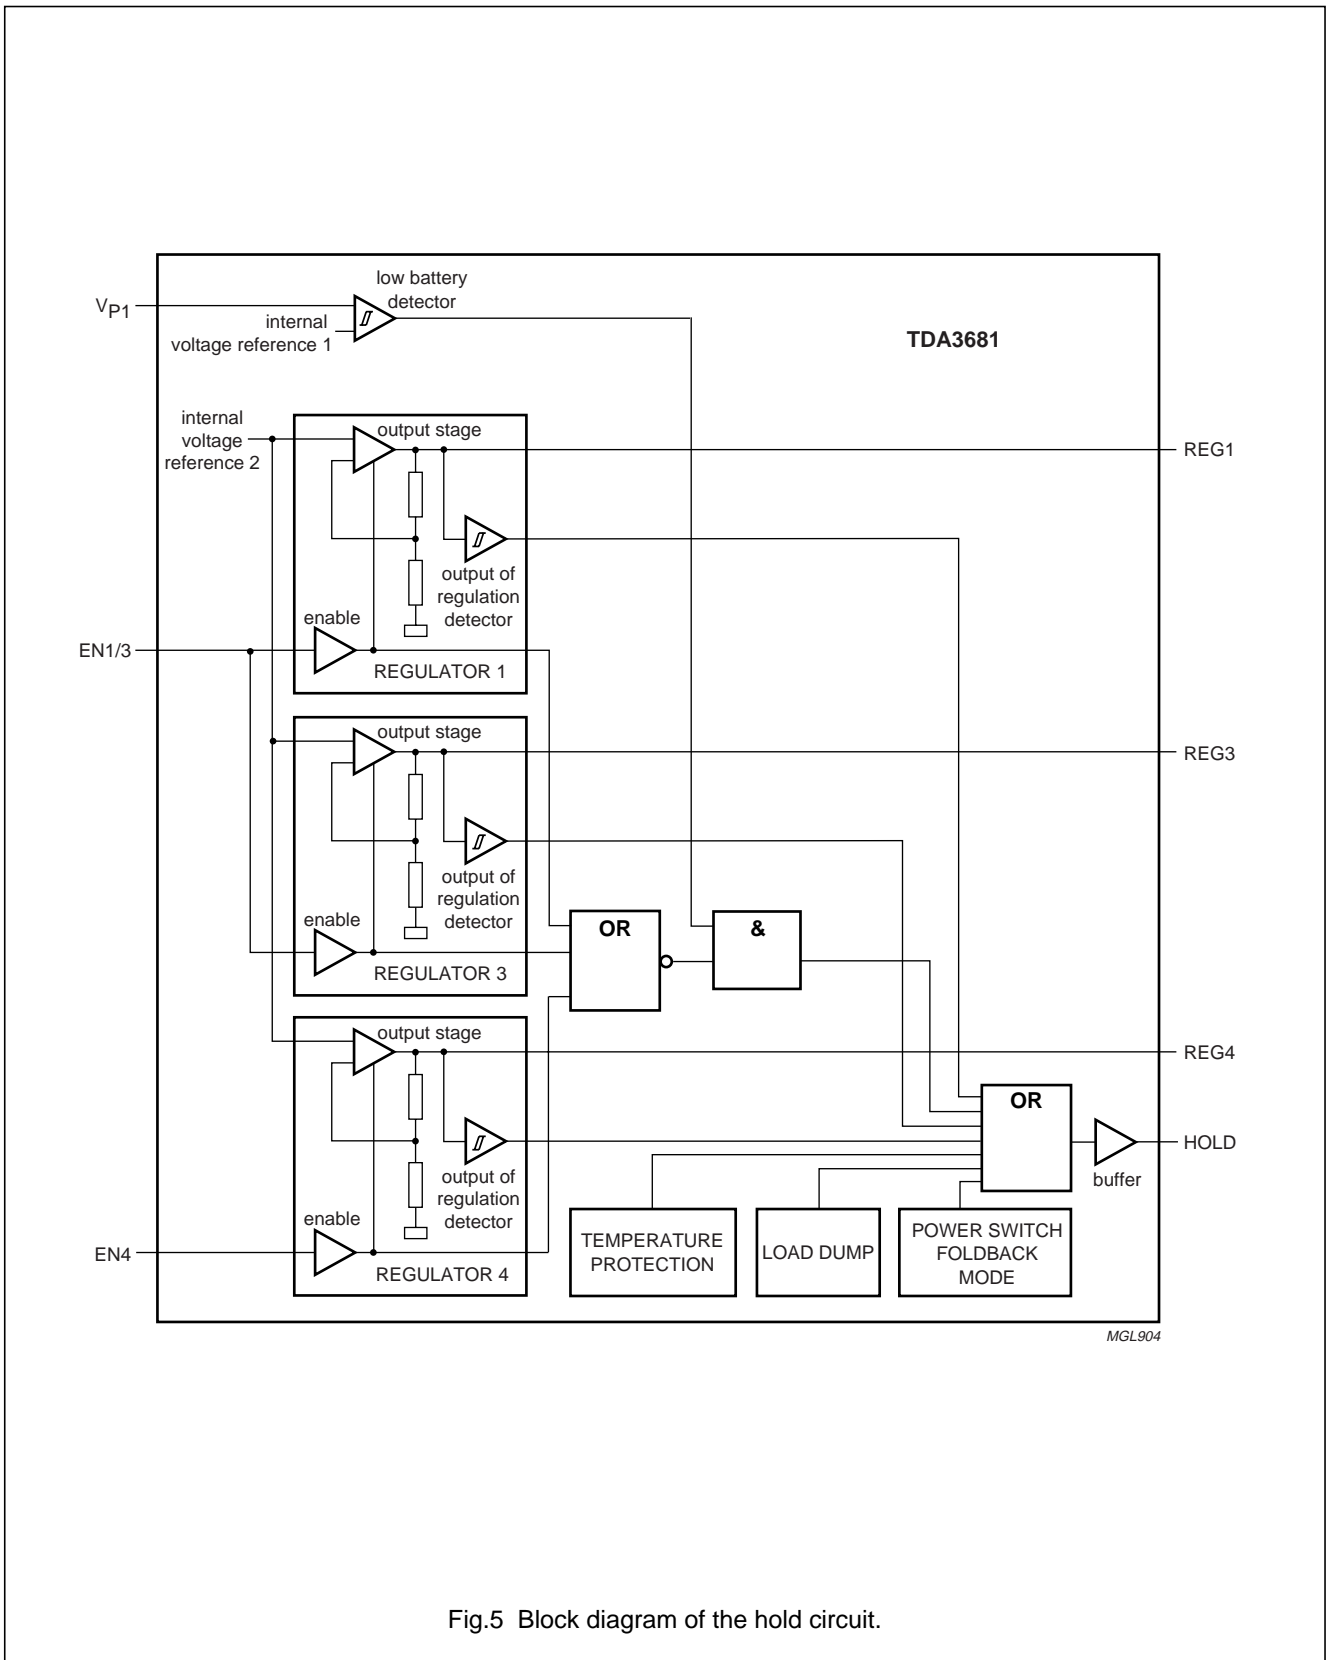 low battery
detector
VP1
internal
voltage reference 1
TDA3681
internal
voltage
reference 2
output stage
REG1
output of
regulation
detector
enable
EN1/3
REGULATOR 1
output stage
REG3
output of
regulation
detector
enable
OR
&
REGULATOR 3
output stage
REG4
OR
HOLD
buffer
output of
regulation
detector
enable
EN4
REGULATOR 4
TEMPERATURE
PROTECTION
LOAD DUMP
POWER SWITCH
FOLDBACK
MODE
MGL904
Fig.5 Block diagram of the hold circuit.